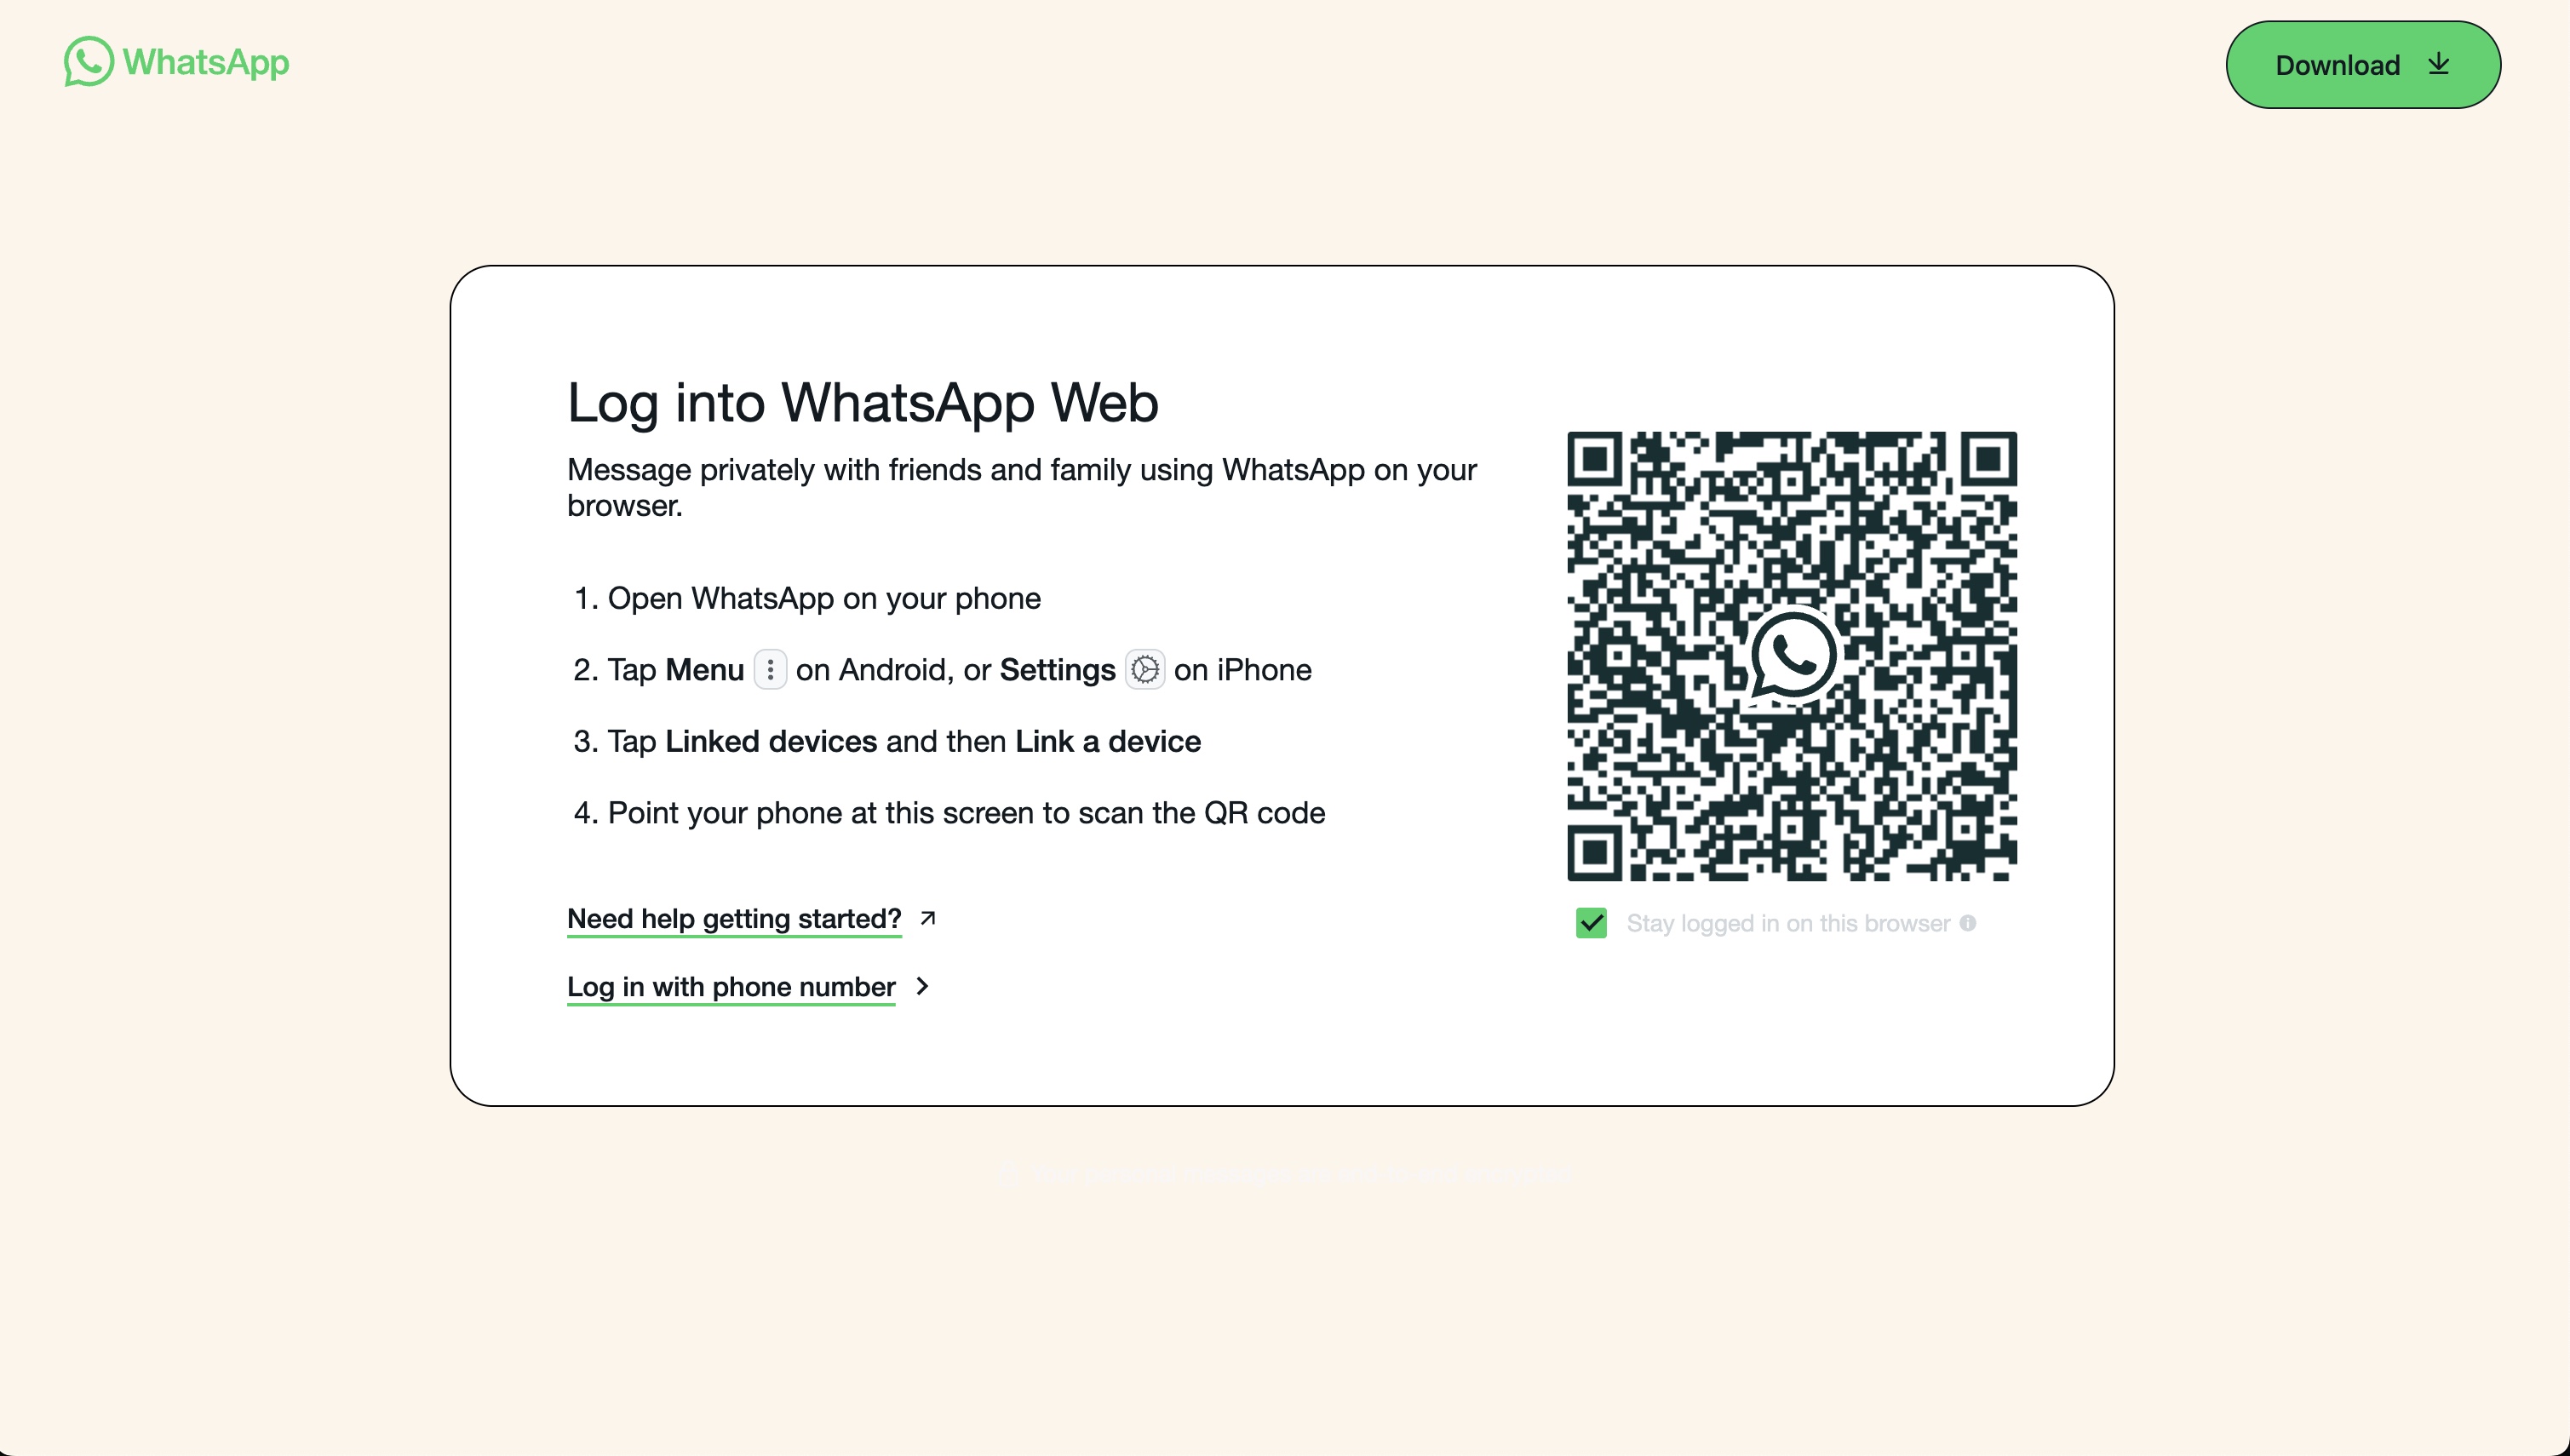 WhatsApp
Download
Log into WhatsApp Web
Message privately with friends and family using WhatsApp on your
browser.
1. Open WhatsApp on your phone
2. Tap Menu on Android, or Settings on iPhone
3. Tap Linked devices and then Link a device
4. Point your phone at this screen to scan the QR code
Need help getting started?
Log in with phone number
Stay logged in on this browser